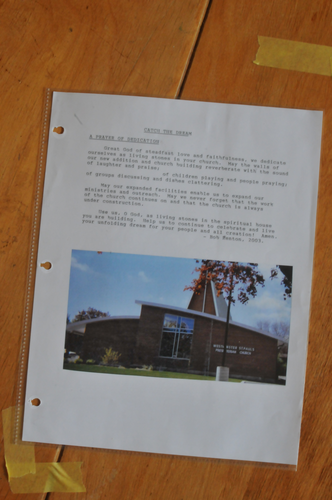 CATCH THE DREAM
A PRAYER OF DEDICATION:
Great God of steadfast love and faithfulness, we dedicate
ourselves as living stones in your church. May the walls of
our new addition and church building reverberate with the sound
of laughter and praise;
of children playing and people praying;
of groups discussing and dishes clattering.
May our expanded facilities enable us to expand our
ministries and outreach. May we never forget that the work
of the church continues on and that the church is always
under construction.
Use us, O God, as living stones in the spiritual house
you are building. Help us to continue to celebrate and live
your unfolding dream for your people and all creation! Amen.
- Bob 2003.
PRESBYTERIAN CHURCH